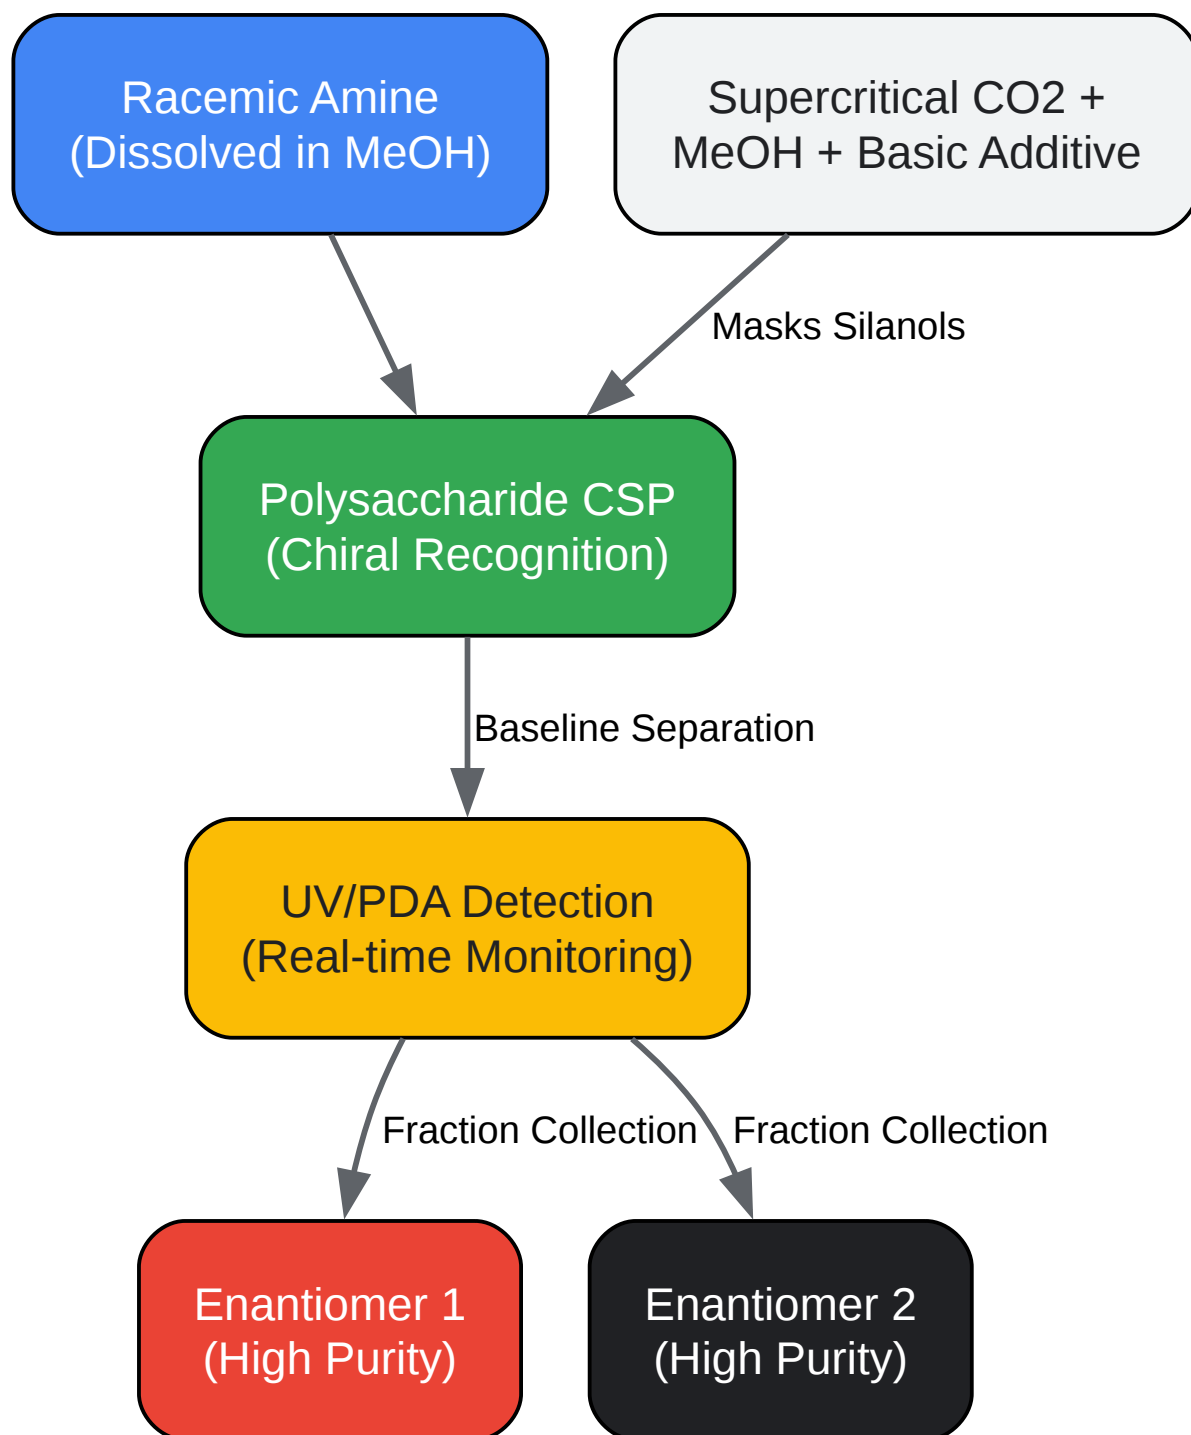 Racemic Amine
(Dissolved in MeOH)
Supercritical CO2 +
MeOH + Basic Additive
Masks Silanols
Polysaccharide CSP
(Chiral Recognition)
Baseline Separation
UV/PDA Detection
(Real-time Monitoring)
Fraction Collection
Fraction Collection
Enantiomer 1
(High Purity)
Enantiomer 2
(High Purity)